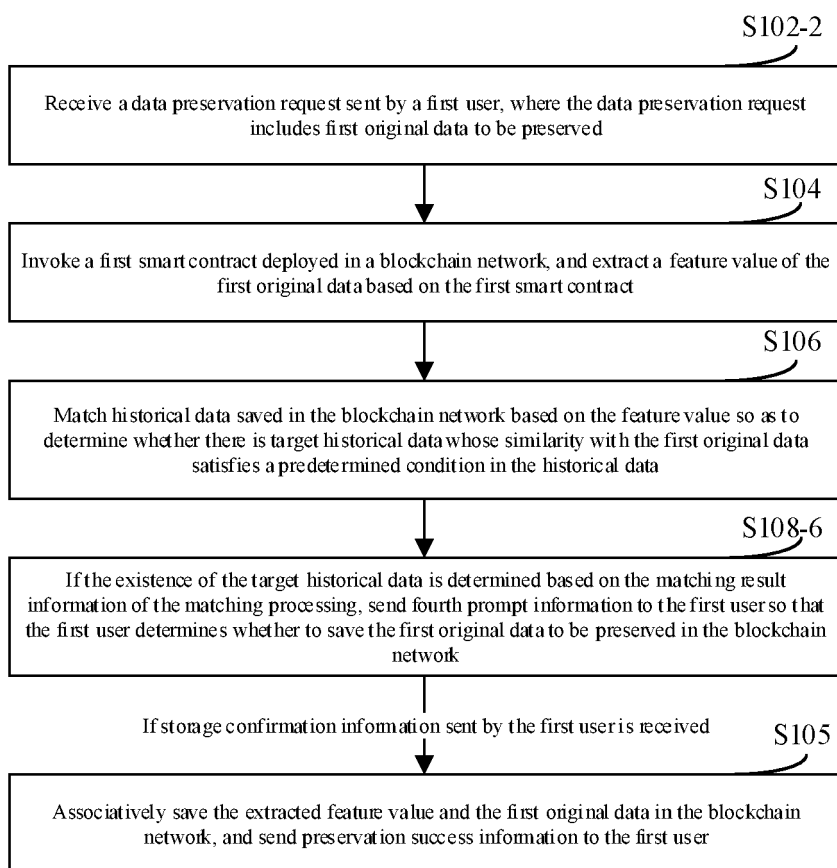 S102-2
Receive a data preservation request sent by a first user, where the data preservation request
includes first original data to be preserved
S104
Invoke a first smart contract deployed in a blockchain network, and extract a feature value of the
first original data based on the first smart contract
S106
Match historical data saved in the blockchain network based on the feature value so as to
determine whether there is target historical data whose similarity with the first original data
satisfies a predetermined condition in the historical data
S108-6
If the existence of the target historical data is determined based on the matching result
information of the matching processing, send fourth prompt information to the first user so that
the first user determines whether to save the first original data to be preserved in the blockchain
network
If storage confirmation information sent by the first user is received
S105
Associatively save the extracted feature value and the first original data in the blockchain
network, and send preservation success information to the first user